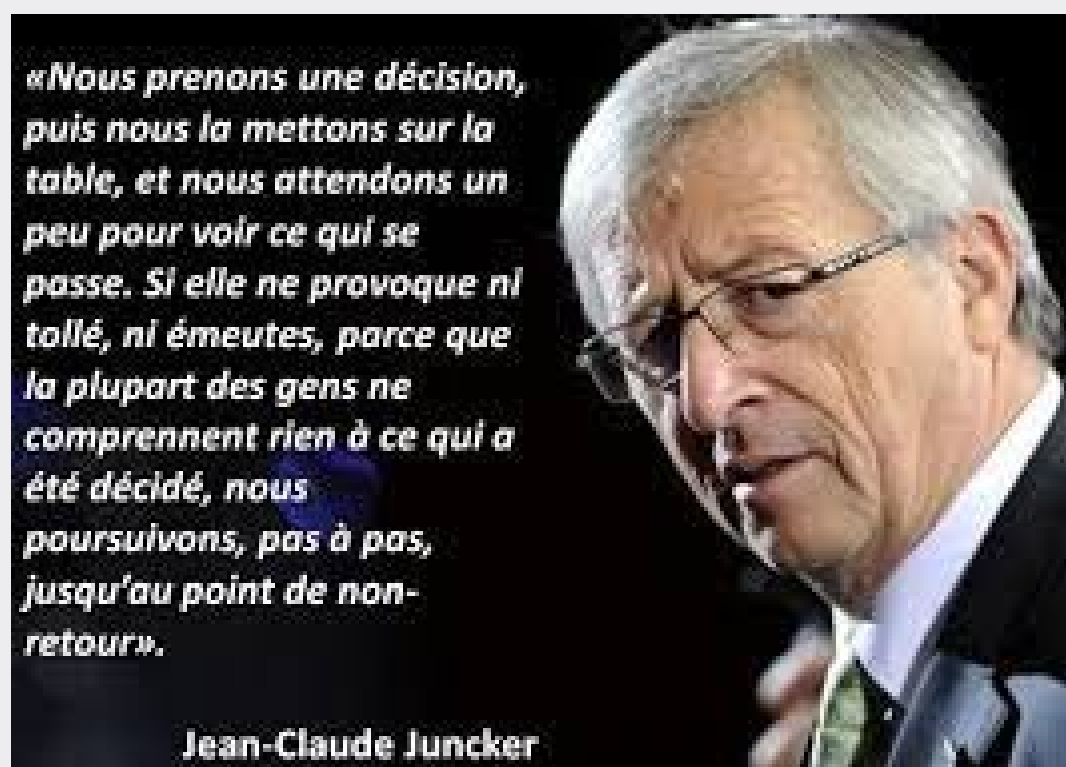 «Nous prenons une décision,
puis nous la mettons sur la
table, et nous attendons un
peu pour voir ce qui se
passe. Si elle ne provoque ni
tollé, ni émeutes, parce que
la plupart des gens ne
comprennent rien à ce qui a
été décidé, nous
poursuivons, pas à pas,
jusqu'au point de non-
retour».
Jean-Claude Juncker